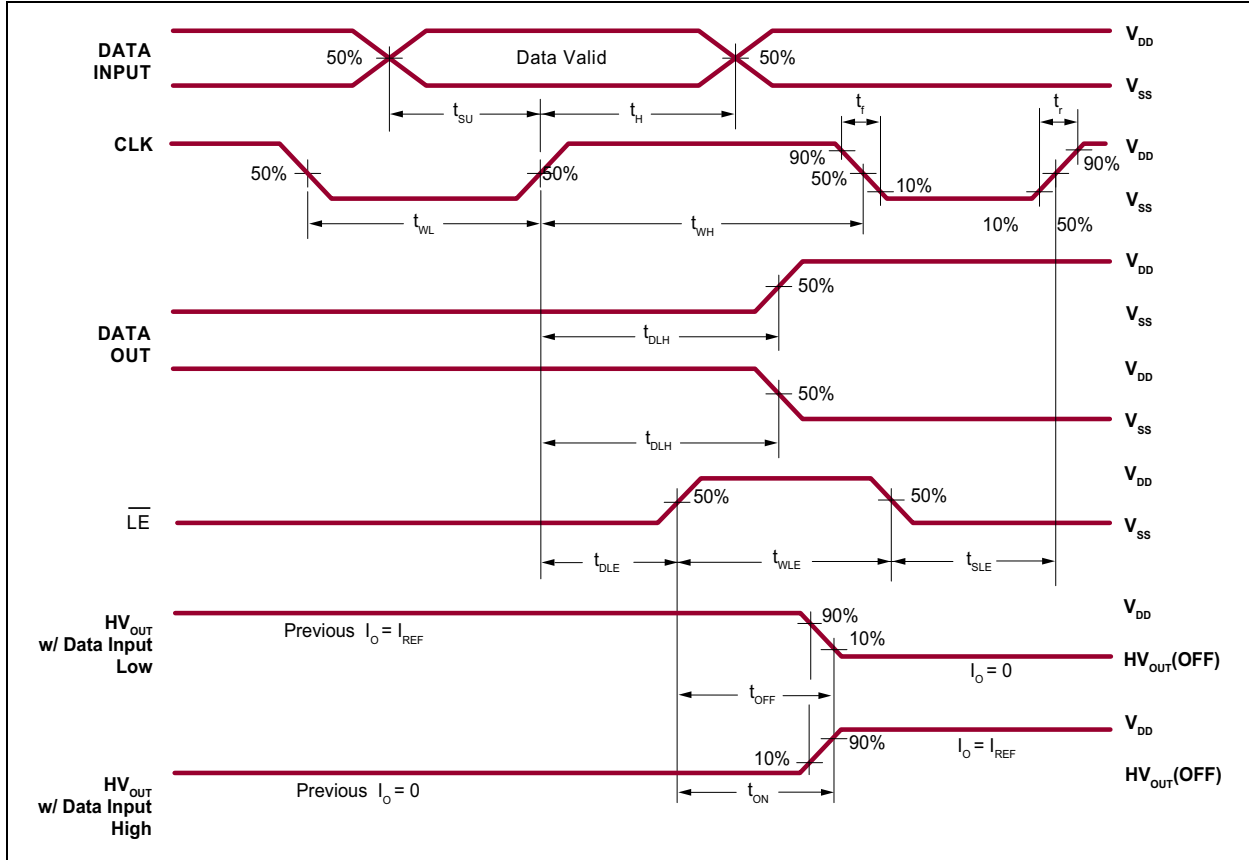 DATA
INPUT
50%
Data Valid
50%
V_DD
V_SS
t_SU
t_H
t_f
t_r
CLK
50%
50%
90%
50%
10%
10%
50%
90%
V_DD
V_SS
t_WL
t_WH
DATA
OUT
50%
V_DD
V_SS
t_DLH
50%
V_DD
V_SS
t_DLH
LE
50%
50%
V_DD
V_SS
t_DLE
t_WLE
t_SLE
HV_OUT
w/ Data Input
Low
Previous I_O = I_REF
90%
10%
I_O = 0
V_DD
HV_OUT(OFF)
t_OFF
HV_OUT
w/ Data Input
High
Previous I_O = 0
10%
90%
I_O = I_REF
V_DD
HV_OUT(OFF)
t_ON